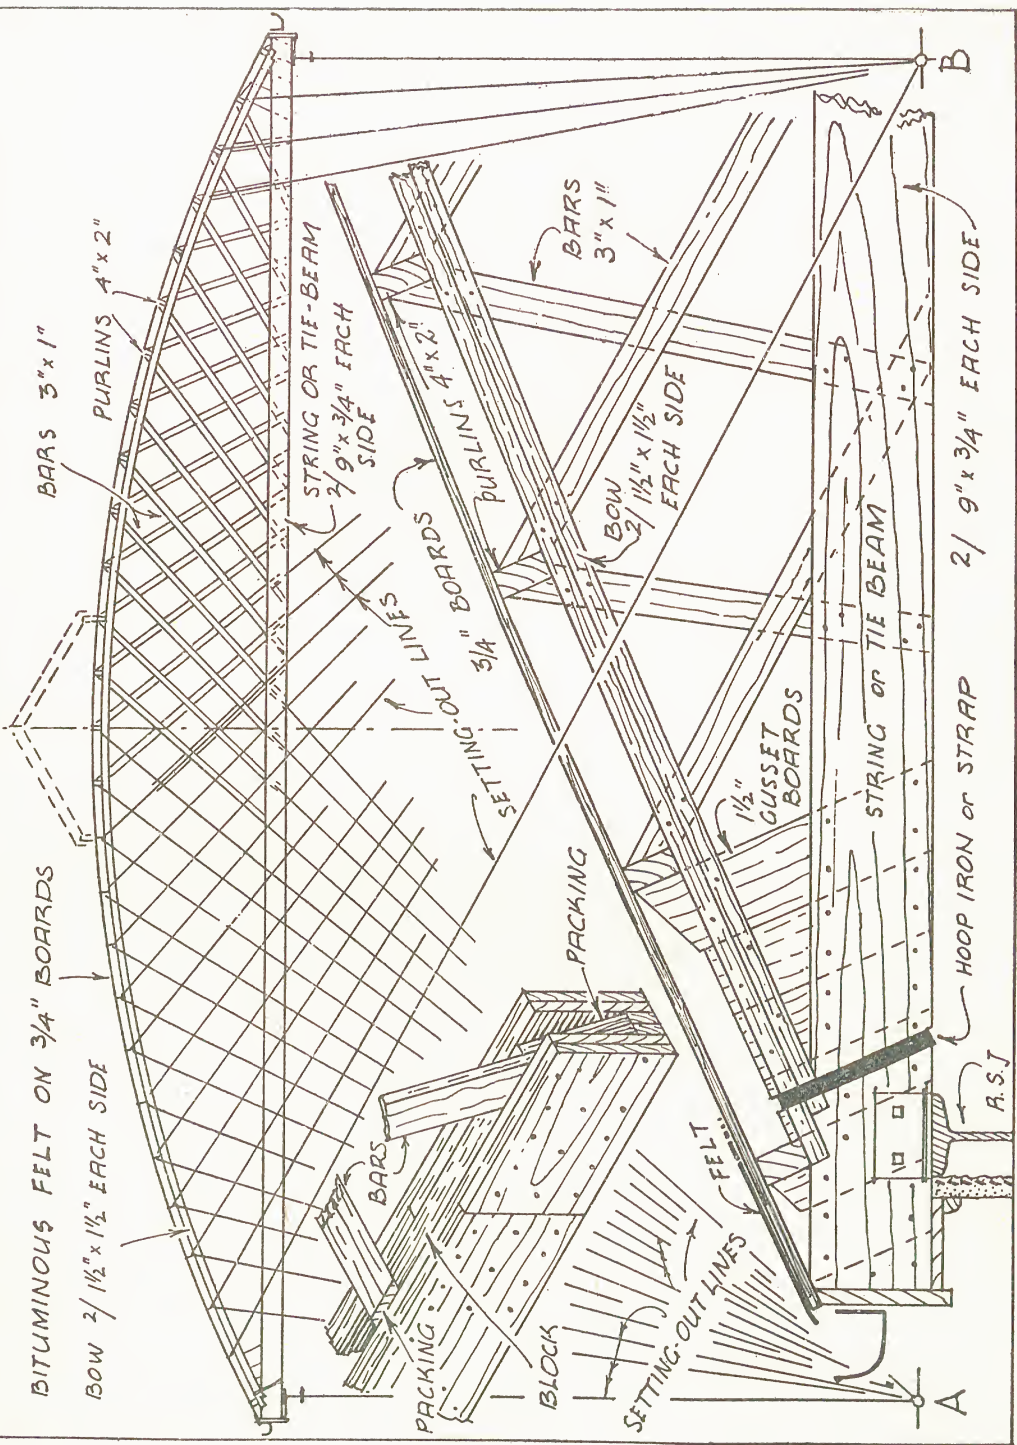 BITUMINOUS FELT ON 3/4" BOARDS
BOW 2/ 1½" x 1½" EACH SIDE
BARS 3" x 1"
PURLINS 4" x 2"
STRING OR TIE-BEAM
2/ 9" x 3/4" EACH
SIDE
SETTING-OUT LINES
3/4" BOARDS
PURLINS 4" x 2"
BARS
3" x 1"
BOW
2/ 1½" x 1½"
EACH SIDE
BARS
PACKING
PACKING
BLOCK
SETTING-OUT LINES
FELT
1½"
GUSSET
BOARDS
STRING or TIE BEAM
2/ 9" x 3/4" EACH SIDE
HOOP IRON or STRAP
R.S.J
A
B